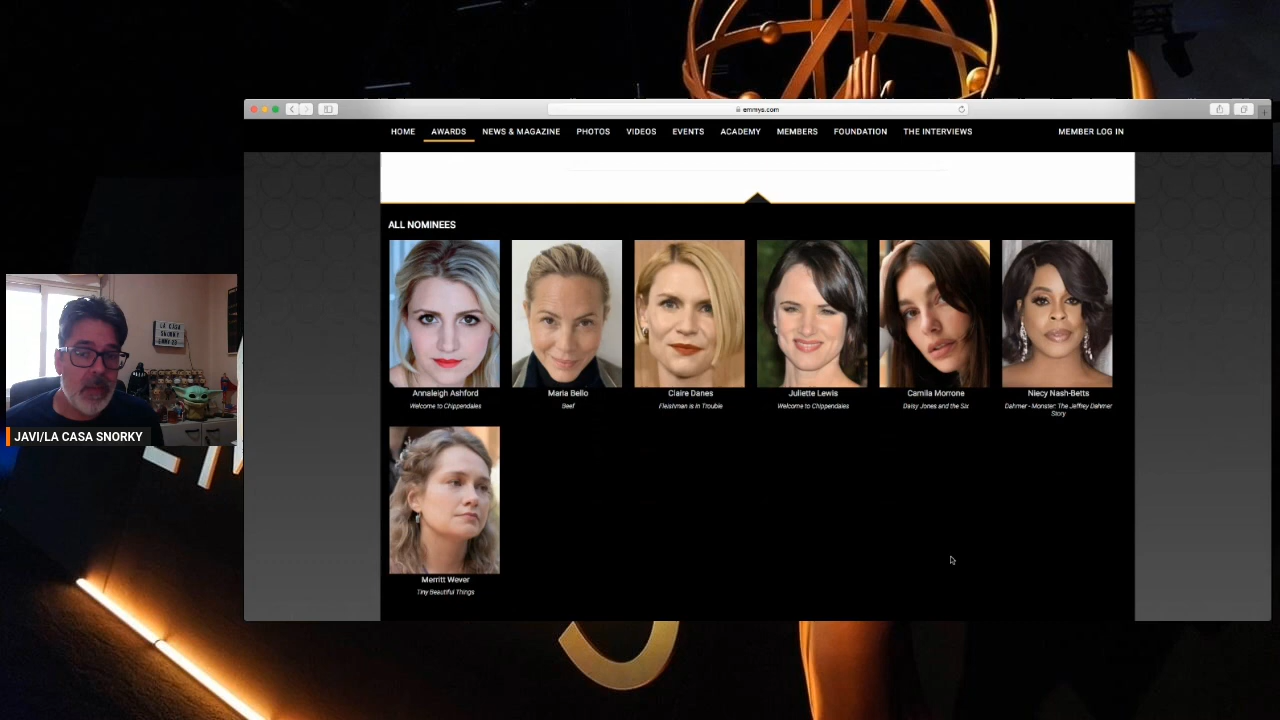 emmys.com
HOME AWARDS NEWS & MAGAZINE PHOTOS VIDEOS EVENTS ACADEMY MEMBERS FOUNDATION THE INTERVIEWS MEMBER LOG IN
ALL NOMINEES
Annaleigh Ashford
Welcome to Chippendales
Maria Bello
Beef
Claire Danes
Fleishman is in Trouble
Juliette Lewis
Welcome to Chippendales
Camila Morrone
Daisy Jones and the Six
Niecy Nash-Betts
Dahmer - Monster: The Jeffrey Dahmer
Story
Merritt Wever
Tiny Beautiful Things
LA CASA
SNORKY
JAVI/LA CASA SNORKY